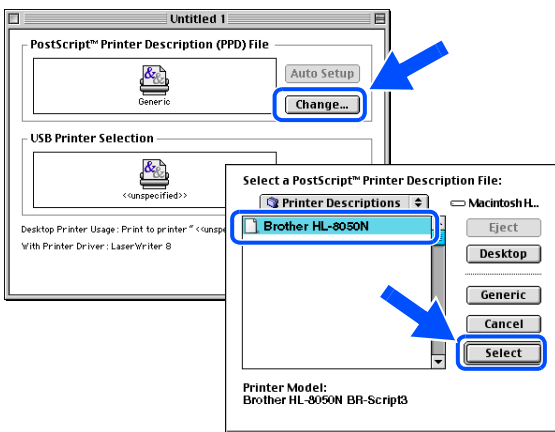 Untitled 1
PostScript™ Printer Description (PPD) File
Generic
Auto Setup
Change...
USB Printer Selection
<<unspecified>>
Desktop Printer Usage: Print to printer “<<unspe
With Printer Driver: LaserWriter 8
Select a PostScript™ Printer Description File:
Printer Descriptions
Macintosh H...
Brother HL-8050N
Eject
Desktop
Generic
Cancel
Select
Printer Model:
Brother HL-8050N BR-Script3